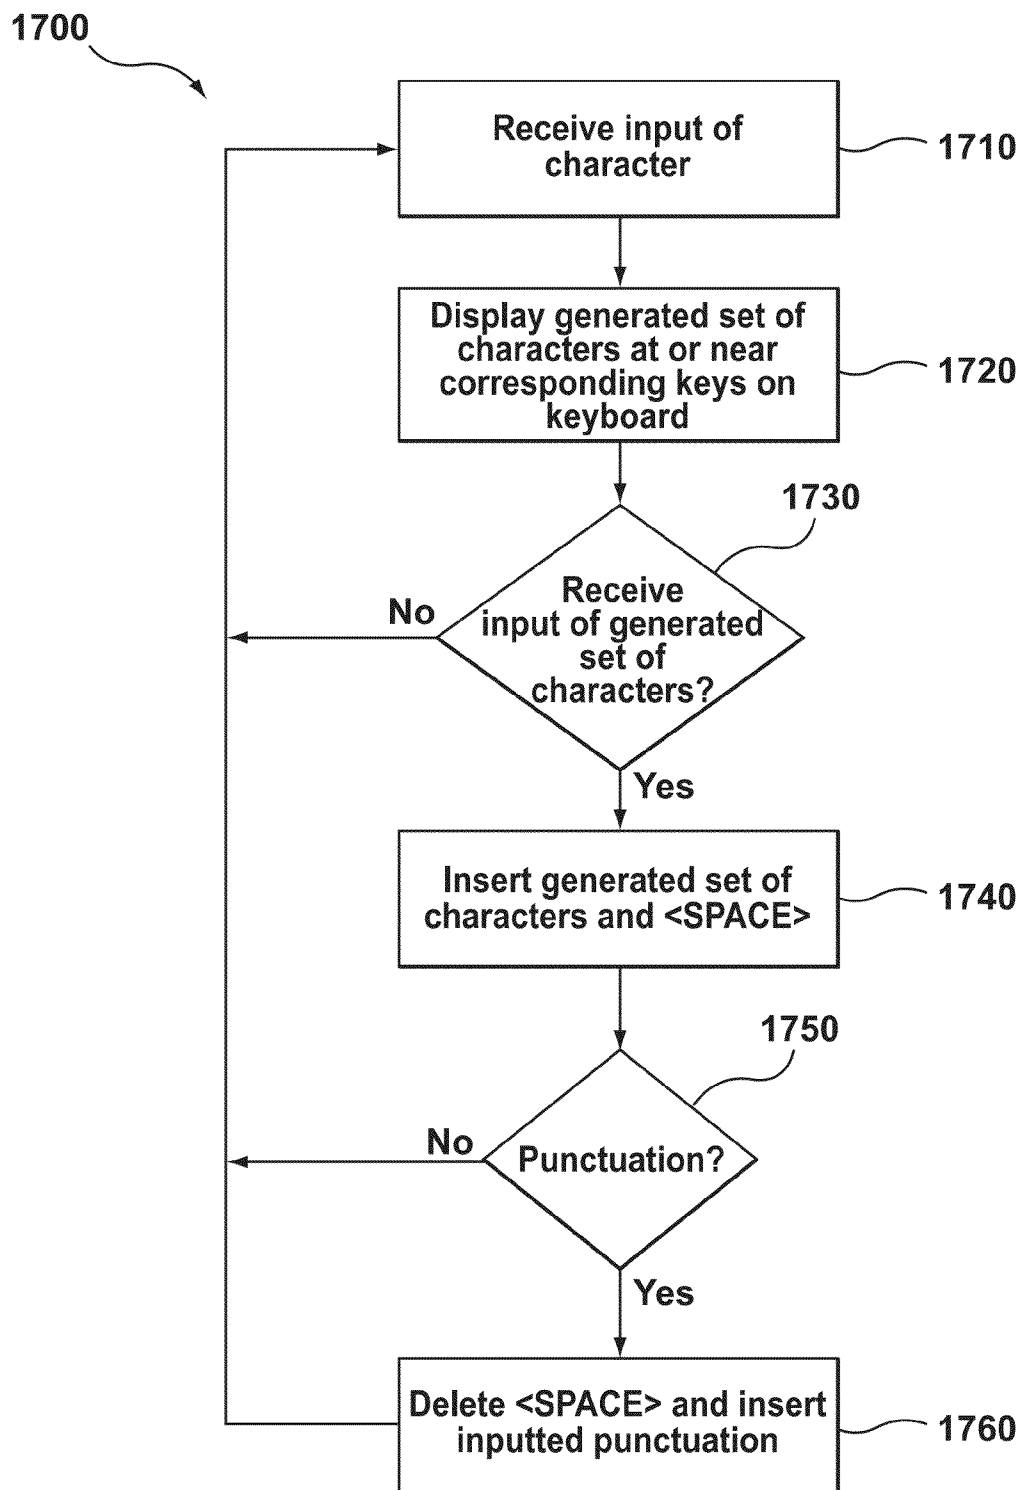 1700
Receive input of
character
1710
Display generated set of
characters at or near
corresponding keys on
keyboard
1720
1730
Receive
input of generated
set of
characters?
No
Yes
Insert generated set of
characters and <SPACE>
1740
1750
Punctuation?
No
Yes
Delete <SPACE> and insert
inputted punctuation
1760